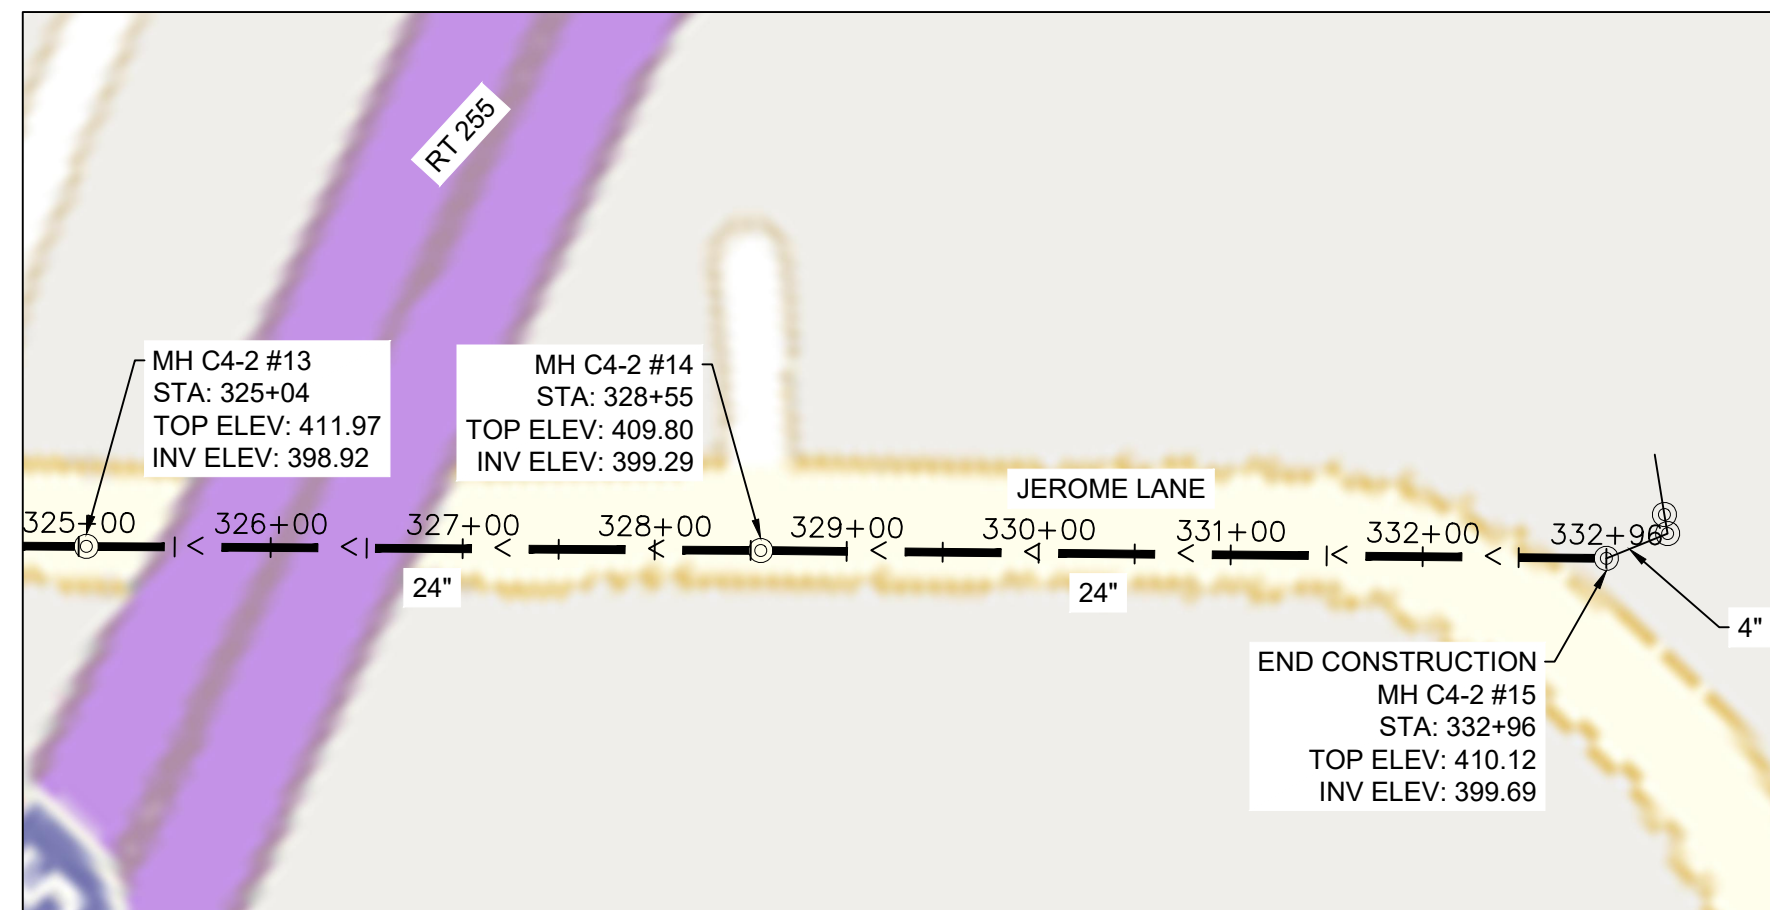 RT 255
MH C4-2 #13
STA: 325+04
TOP ELEV: 411.97
INV ELEV: 398.92
MH C4-2 #14
STA: 328+55
TOP ELEV: 409.80
INV ELEV: 399.29
JEROME LANE
325+00
326+00
327+00
328+00
329+00
330+00
331+00
332+00
332+96
24"
24"
4"
END CONSTRUCTION
MH C4-2 #15
STA: 332+96
TOP ELEV: 410.12
INV ELEV: 399.69